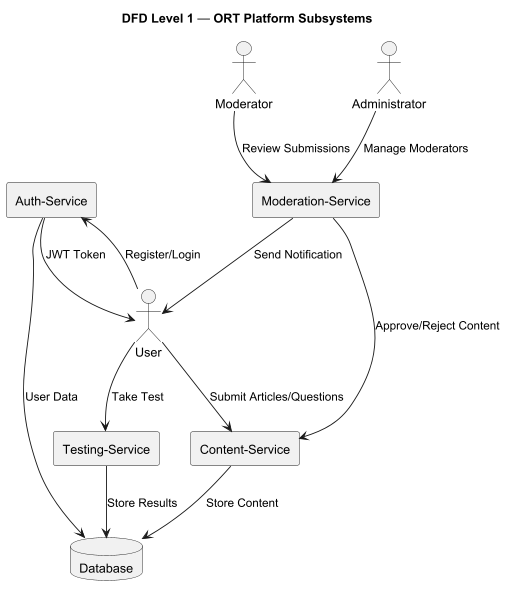 DFD Level 1 — ORT Platform Subsystems
Moderator
Administrator
Review Submissions
Manage Moderators
Auth-Service
Moderation-Service
JWT Token
Register/Login
Send Notification
Approve/Reject Content
User
User Data
Take Test
Submit Articles/Questions
Testing-Service
Content-Service
Store Results
Store Content
Database